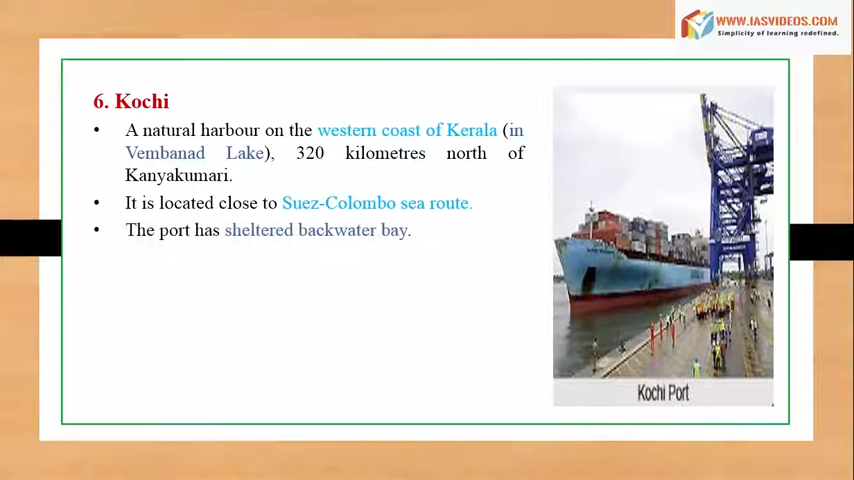 WWW.IASVIDEOS.COM
Simplicity of learning redefined.
6. Kochi
• A natural harbour on the western coast of Kerala (in
Vembanad Lake), 320 kilometres north of
Kanyakumari.
• It is located close to Suez-Colombo sea route.
• The port has sheltered backwater bay.
Kochi Port